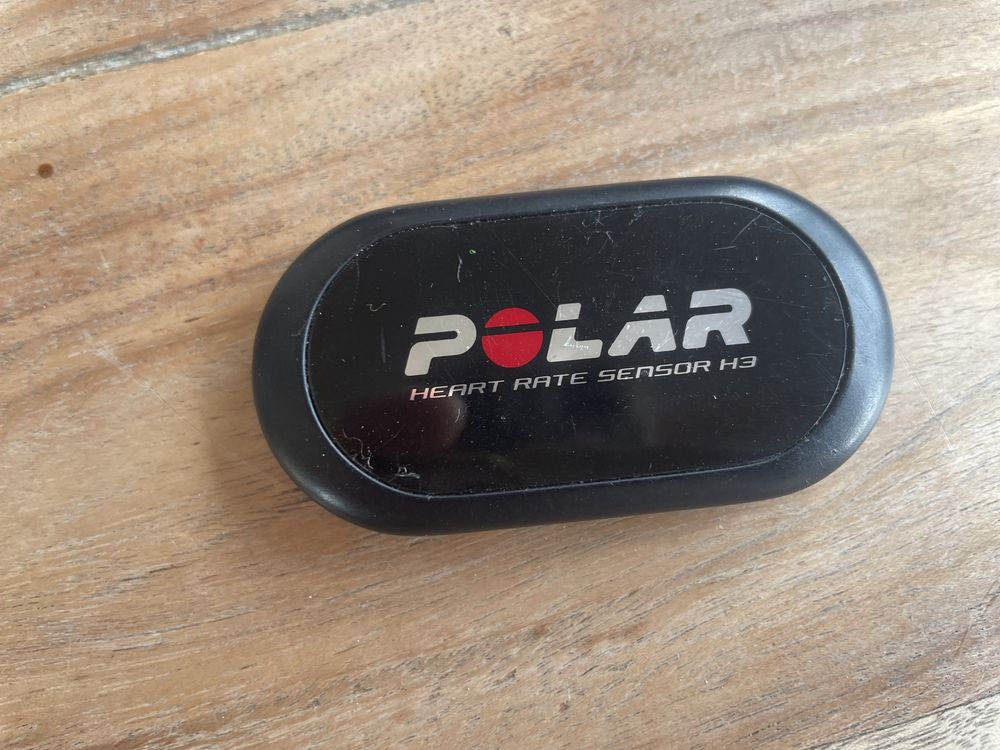 POLAR
HEART RATE SENSOR H3